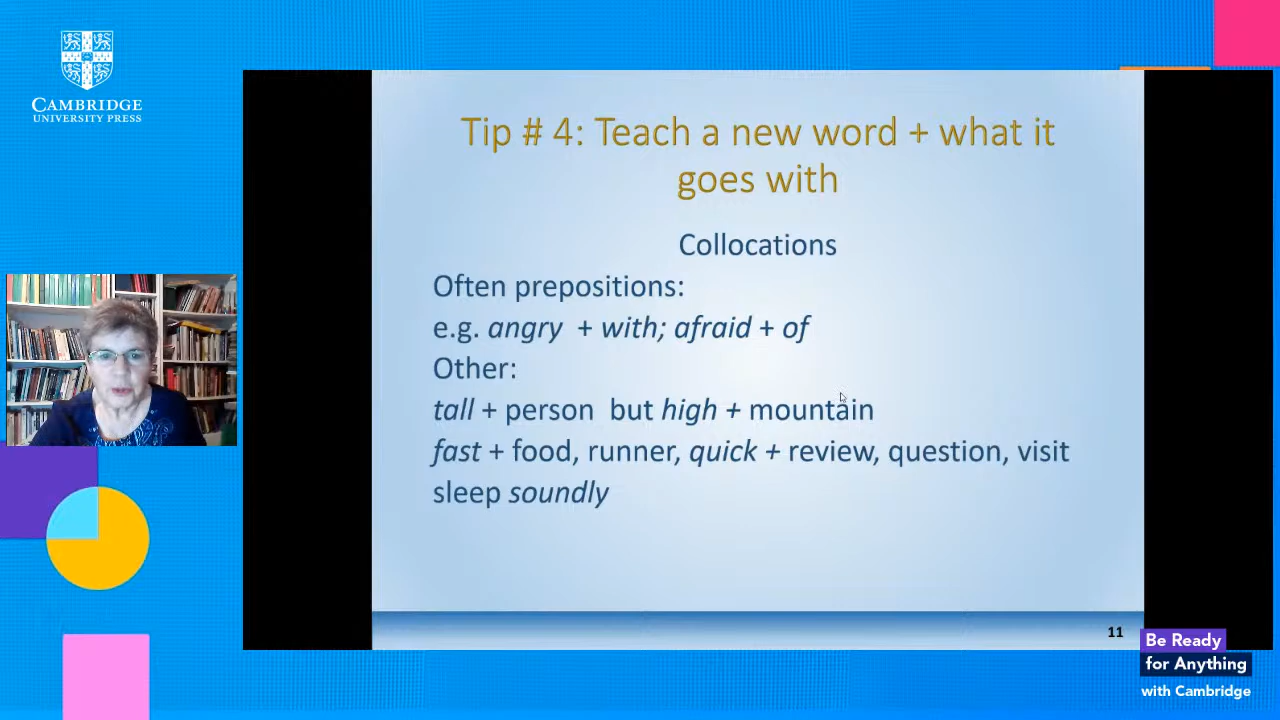 CAMBRIDGE
UNIVERSITY PRESS
Tip # 4: Teach a new word + what it
goes with
Collocations
Often prepositions:
e.g. angry + with; afraid + of
Other:
tall + person but high + mountain
fast + food, runner, quick + review, question, visit
sleep soundly
11
Be Ready
for Anything
with Cambridge